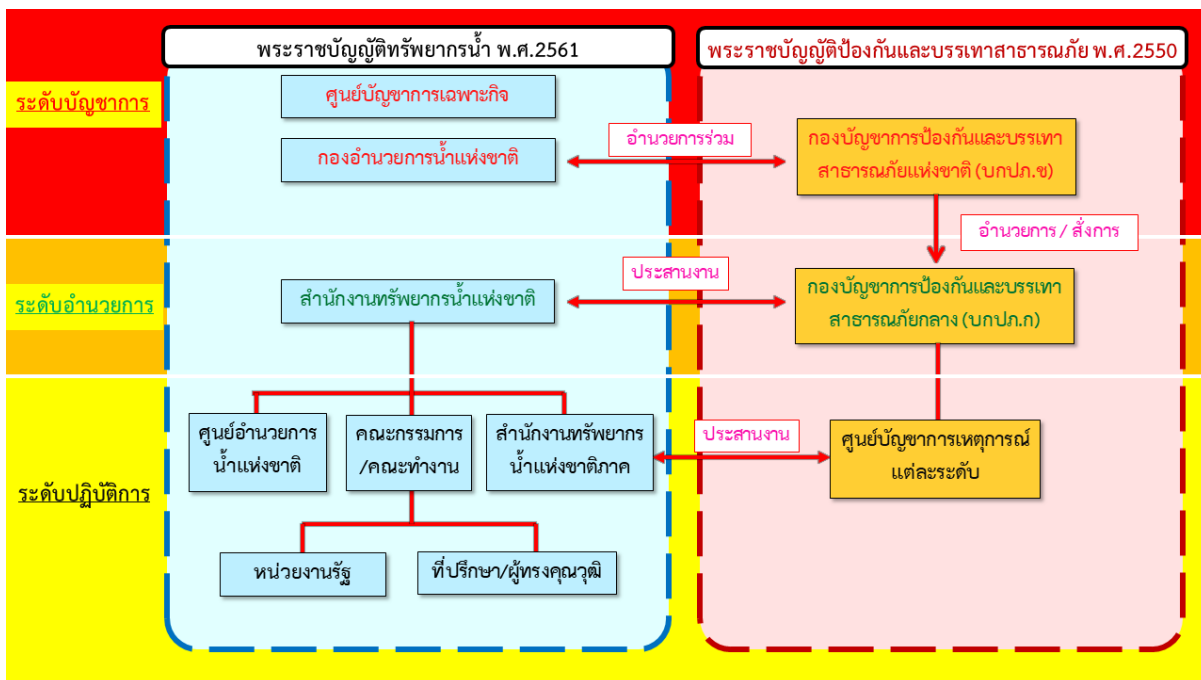 พระราชบัญญัติทรัพยากรน้ำ พ.ศ.2561
พระราชบัญญัติป้องกันและบรรเทาสาธารณภัย พ.ศ.2550
ระดับบัญชาการ
ศูนย์บัญชาการเฉพาะกิจ
กองอำนวยการน้ำแห่งชาติ
อำนวยการร่วม
กองบัญชาการป้องกันและบรรเทา
สาธารณภัยแห่งชาติ (บกปภ.ช)
อำนวยการ / สั่งการ
ระดับอำนวยการ
สำนักงานทรัพยากรน้ำแห่งชาติ
ประสานงาน
กองบัญชาการป้องกันและบรรเทา
สาธารณภัยกลาง (บกปภ.ก)
ระดับปฏิบัติการ
ศูนย์อำนวยการ
น้ำแห่งชาติ
คณะกรรมการ
/คณะทำงาน
สำนักงานทรัพยากร
น้ำแห่งชาติภาค
ประสานงาน
ศูนย์บัญชาการเหตุการณ์
แต่ละระดับ
หน่วยงานรัฐ
ที่ปรึกษา/ผู้ทรงคุณวุฒิ